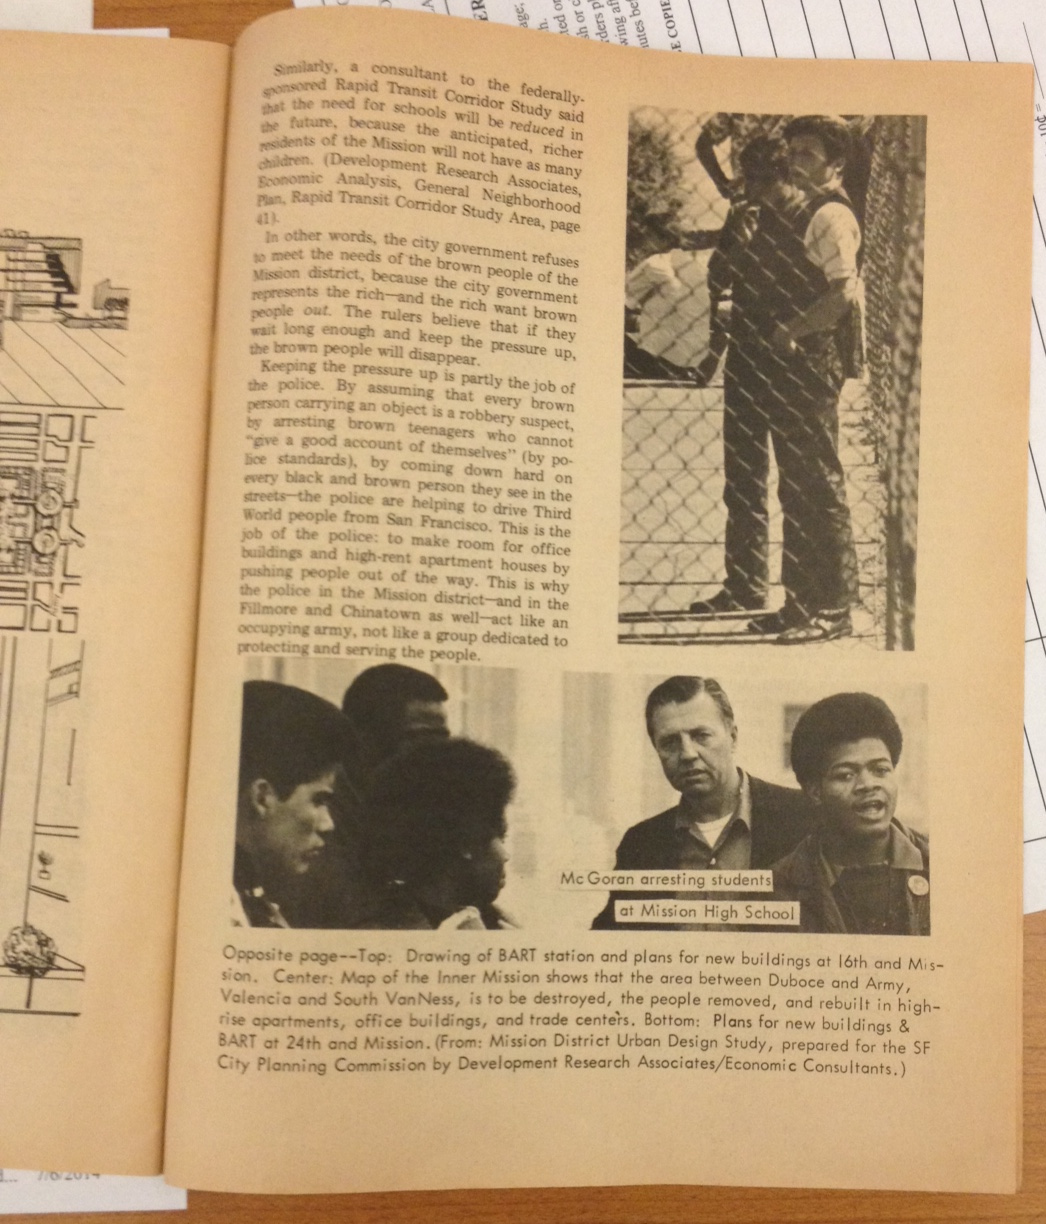 Similarly, a consultant to the federally-
sponsored Rapid Transit Corridor Study said
that the need for schools will be reduced in
the future, because the anticipated, richer
residents of the Mission will not have as many
children. (Development Research Associates,
Economic Analysis, General Neighborhood
Plan, Rapid Transit Corridor Study Area, page
41).
In other words, the city government refuses
to meet the needs of the brown people of the
Mission district, because the city government
represents the rich—and the rich want brown
people out. The rulers believe that if they
wait long enough and keep the pressure up,
the brown people will disappear.
Keeping the pressure up is partly the job of
the police. By assuming that every brown
person carrying an object is a robbery suspect,
by arresting brown teenagers who cannot
"give a good account of themselves" (by po-
lice standards), by coming down hard on
every black and brown person they see in the
streets—the police are helping to drive Third
World people from San Francisco. This is the
job of the police: to make room for office
buildings and high-rent apartment houses by
pushing people out of the way. This is why
the police in the Mission district—and in the
Fillmore and Chinatown as well—act like an
occupying army, not like a group dedicated to
protecting and serving the people.
McGoran arresting students
at Mission High School
Opposite page--Top: Drawing of BART station and plans for new buildings at 16th and Mis-
sion. Center: Map of the Inner Mission shows that the area between Duboce and Army,
Valencia and South VanNess, is to be destroyed, the people removed, and rebuilt in high-
rise apartments, office buildings, and trade centers. Bottom: Plans for new buildings &
BART at 24th and Mission. (From: Mission District Urban Design Study, prepared for the SF
City Planning Commission by Development Research Associates/Economic Consultants.)